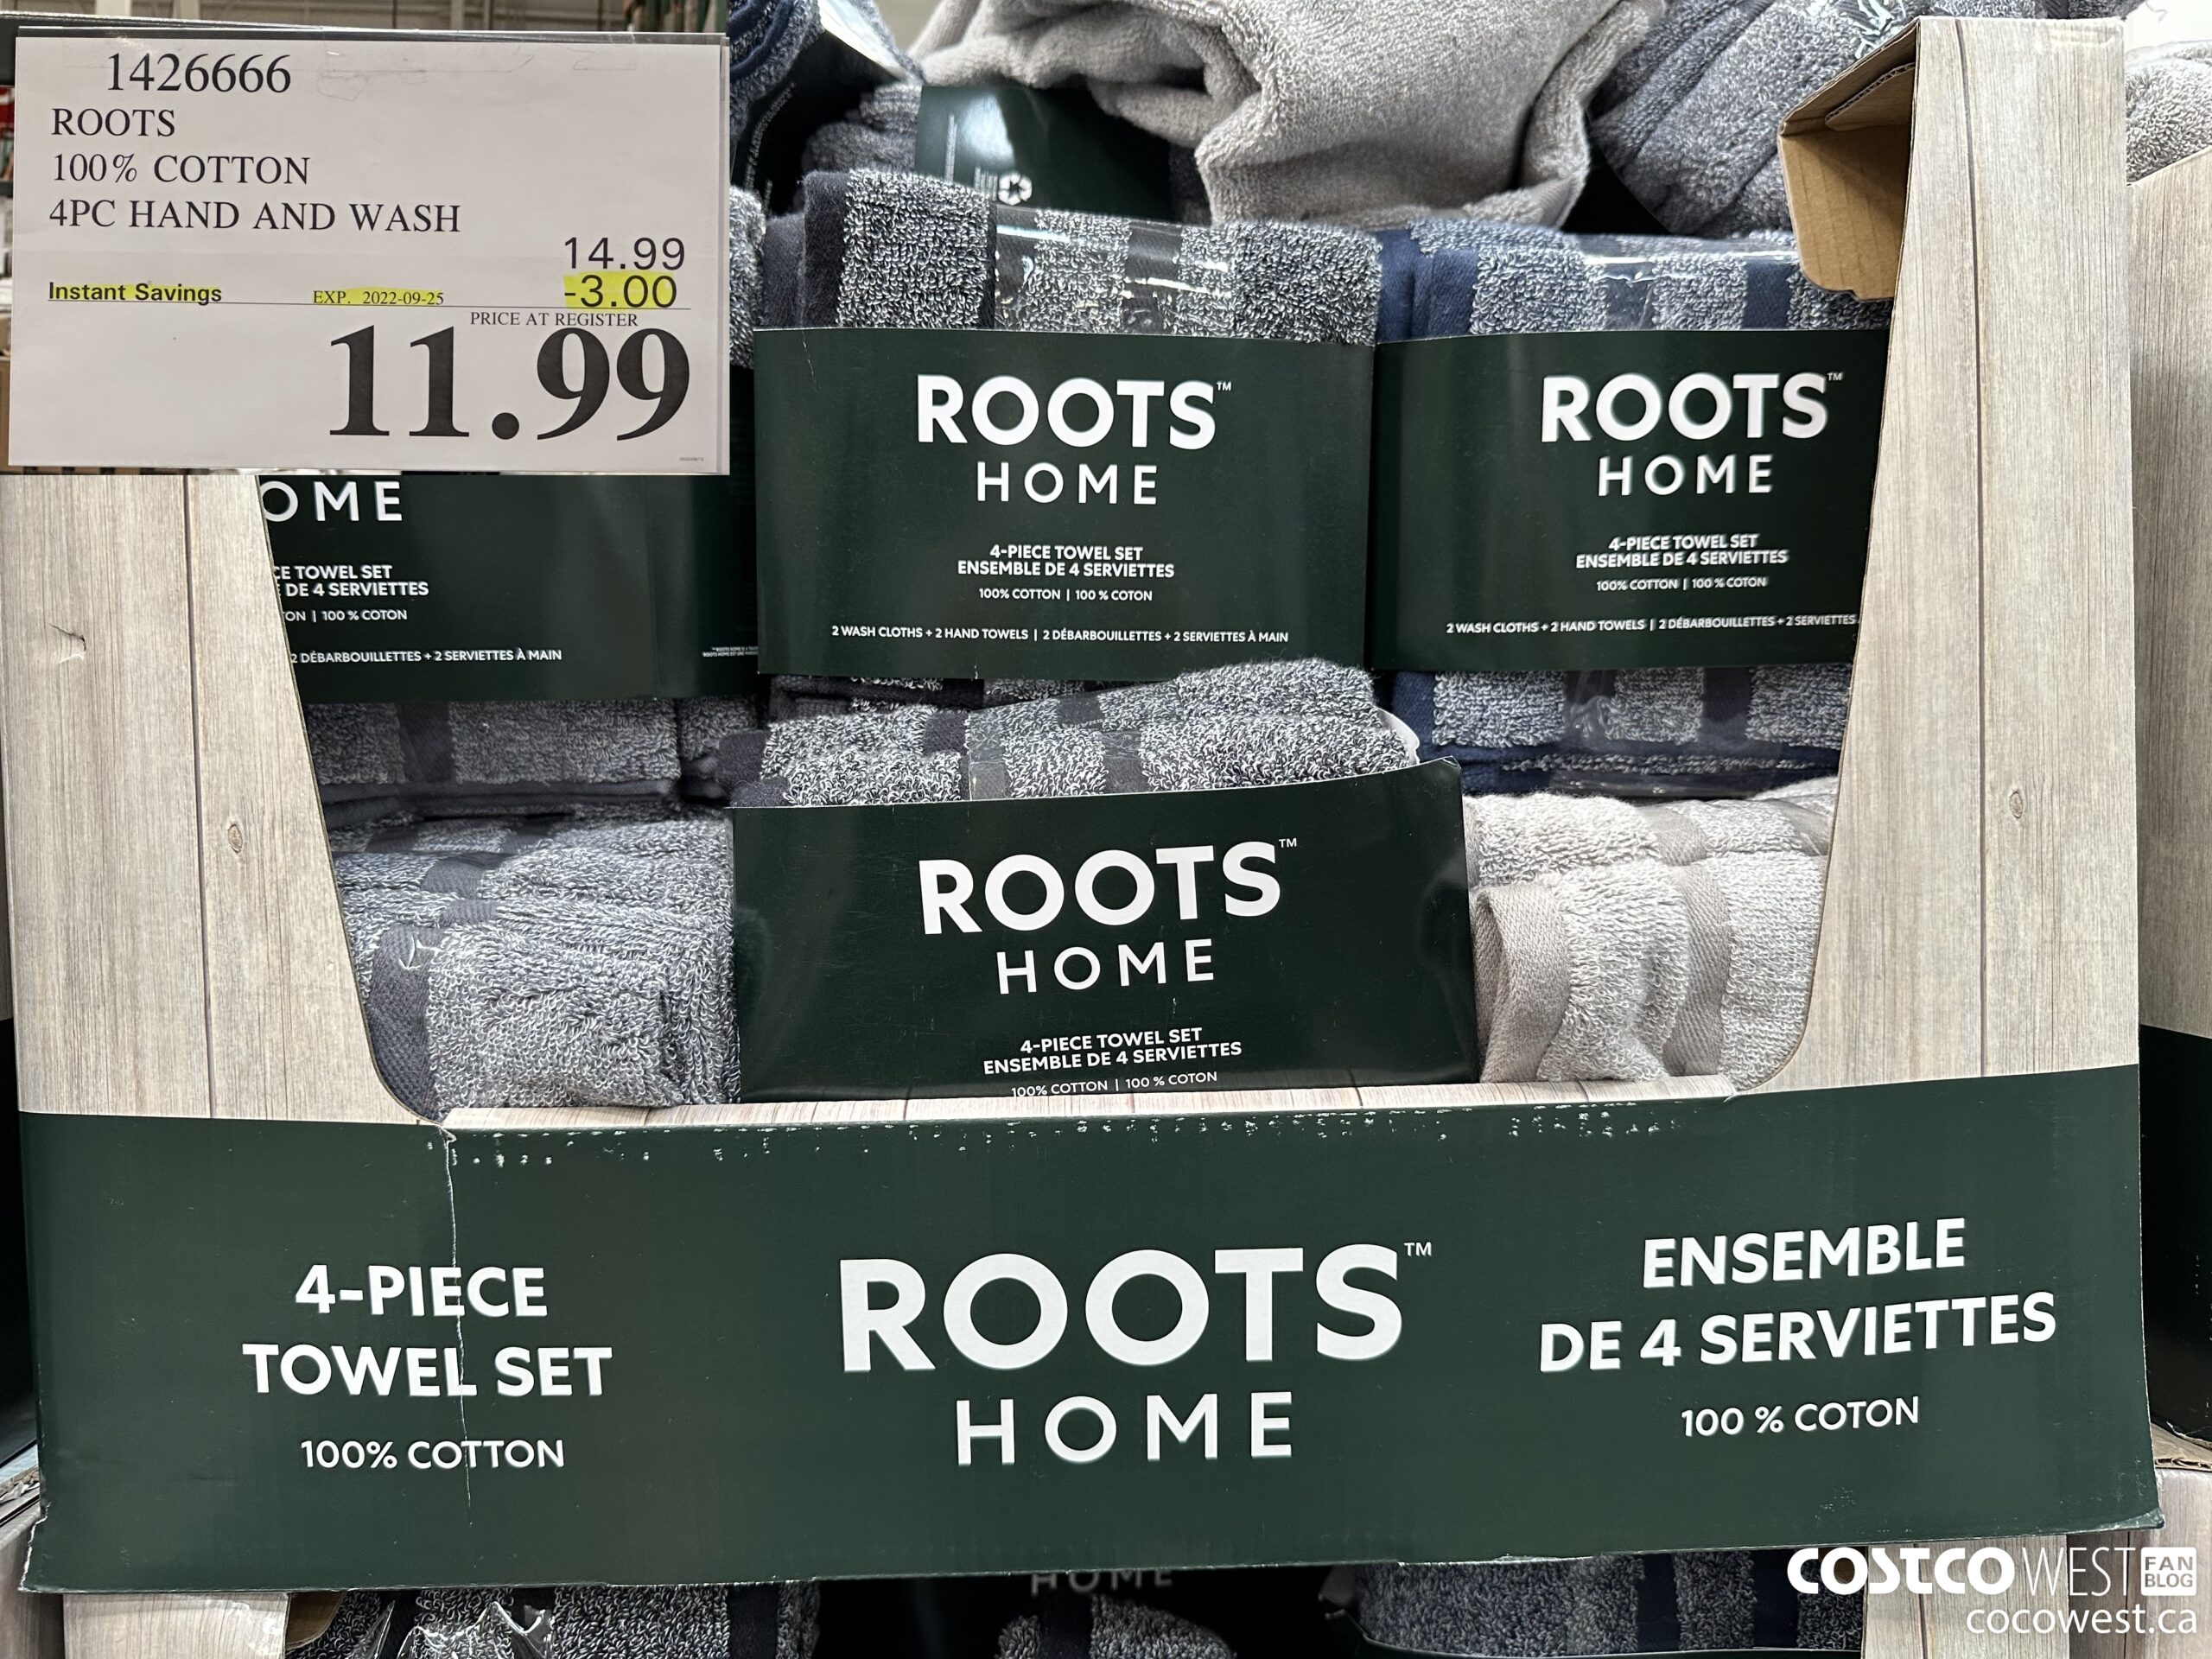 1426666
ROOTS
100% COTTON
4PC HAND AND WASH
14.99
Instant Savings EXP. 2022-09-25 -3.00
PRICE AT REGISTER
11.99
OME
CE TOWEL SET
DE 4 SERVIETTES
ON | 100 % COTON
2 DÉBARBOUILLETTES + 2 SERVIETTES À MAIN
ROOTS™
HOME
4-PIECE TOWEL SET
ENSEMBLE DE 4 SERVIETTES
100% COTTON | 100 % COTON
2 WASH CLOTHS + 2 HAND TOWELS | 2 DÉBARBOUILLETTES + 2 SERVIETTES À MAIN
ROOTS™
HOME
4-PIECE TOWEL SET
ENSEMBLE DE 4 SERVIETTES
100% COTTON | 100 % COTON
2 WASH CLOTHS + 2 HAND TOWELS | 2 DÉBARBOUILLETTES + 2 SERVIETTES
ROOTS™
HOME
4-PIECE TOWEL SET
ENSEMBLE DE 4 SERVIETTES
100% COTTON | 100 % COTON
4-PIECE
TOWEL SET
100% COTTON
ROOTS™
HOME
ENSEMBLE
DE 4 SERVIETTES
100 % COTON
HOME
COSTCO WEST FAN BLOG
cocowest.ca